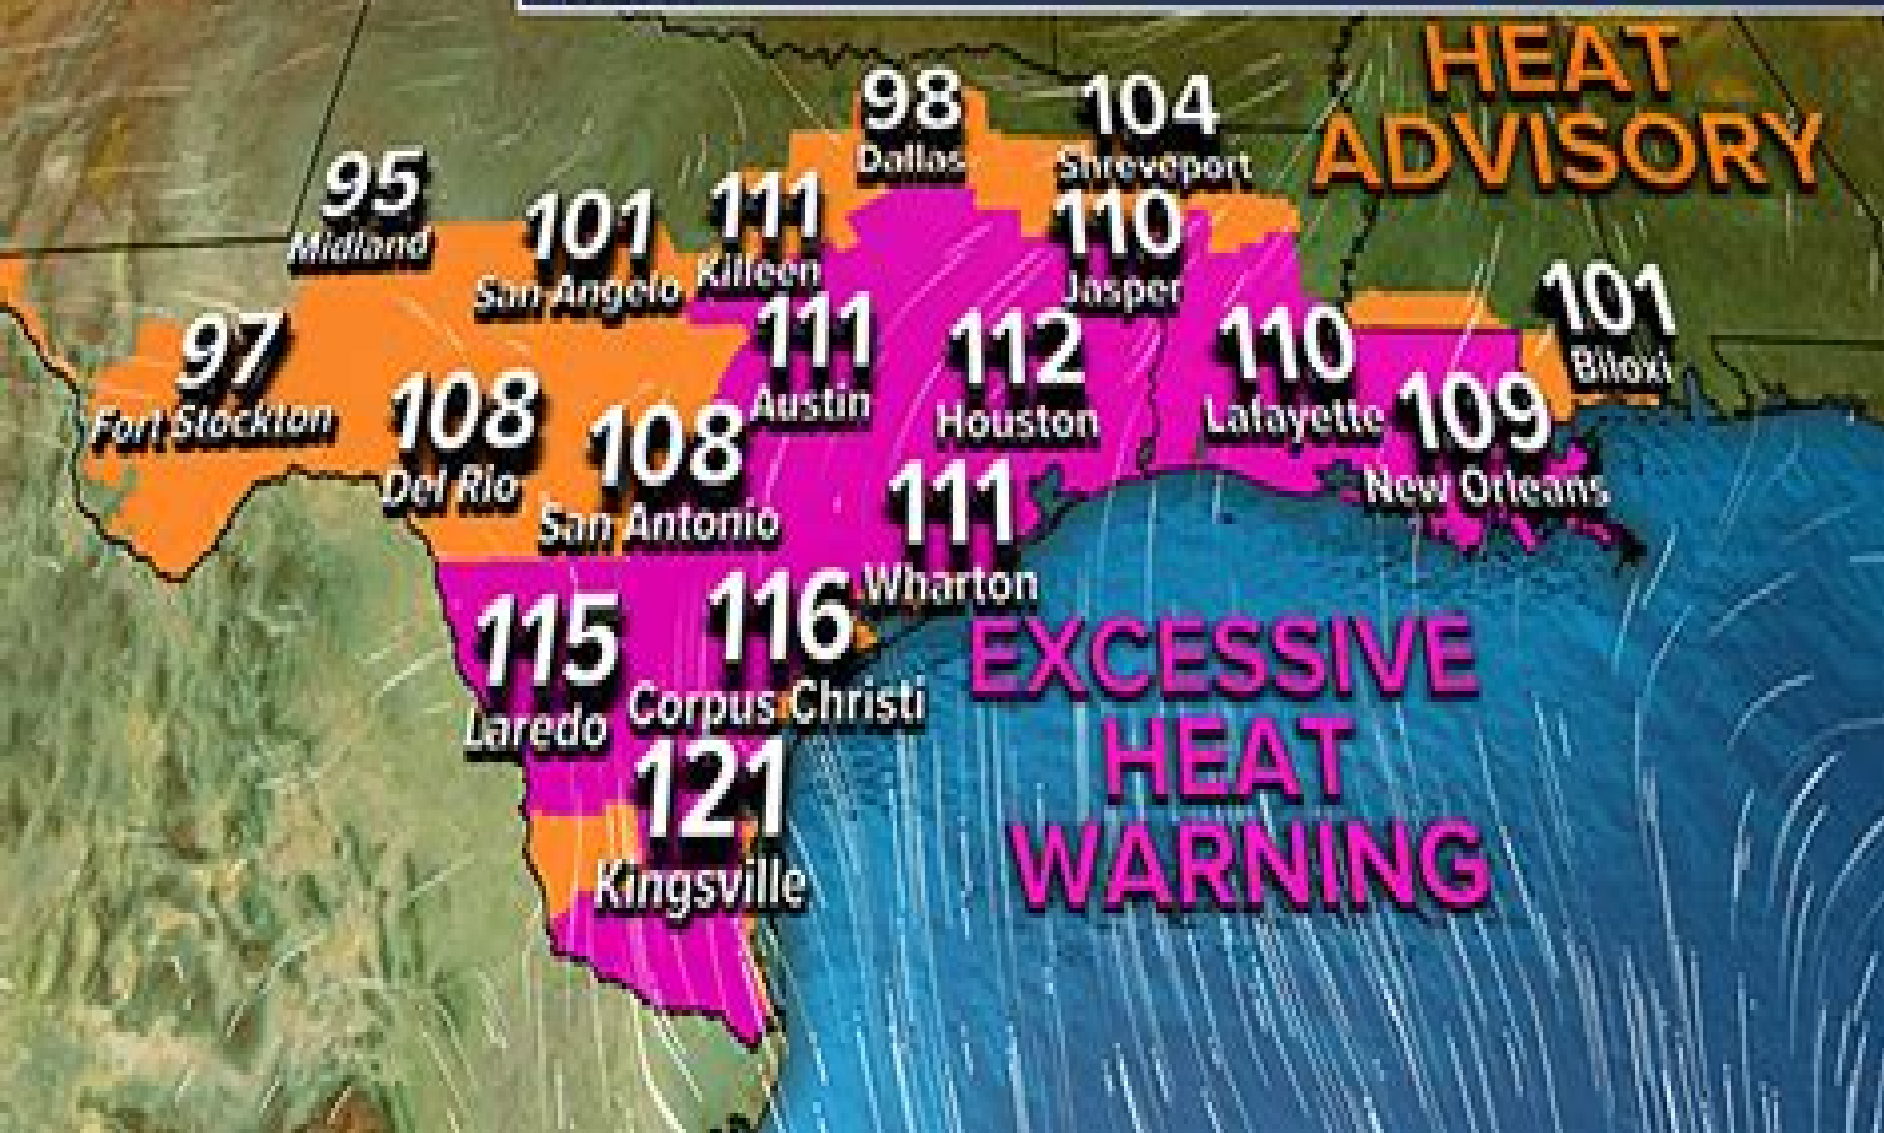 HEAT
ADVISORY
98
Dallas
104
Shreveport
95
Midland
101
San Angelo
111
Killeen
110
Jasper
101
Biloxi
97
Fort Stockton
108
Del Rio
108
San Antonio
111
Austin
112
Houston
110
Lafayette
109
New Orleans
111
Wharton
115
Laredo
116
Corpus Christi
121
Kingsville
EXCESSIVE
HEAT
WARNING